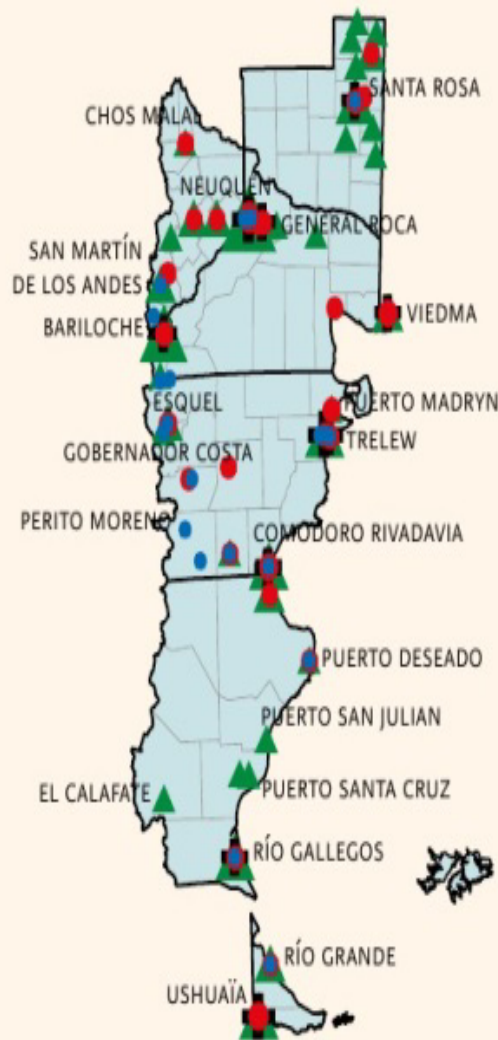 SANTA ROSA
CHOS MALAL
NEUQUÉN
GENERAL ROCA
SAN MARTÍN
DE LOS ANDES
BARILOCHE
VIEDMA
ESQUEL
PUERTO MADRYN
TRELEW
GOBERNADOR COSTA
PERITO MORENO
COMODORO RIVADAVIA
PUERTO DESEADO
PUERTO SAN JULIAN
EL CALAFATE
PUERTO SANTA CRUZ
RÍO GALLEGOS
RÍO GRANDE
USHUAÏA